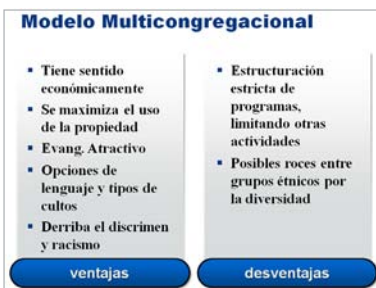 Modelo Multicongregacional
▪ Tiene sentido
económicamente
▪ Se maximiza el uso
de la propiedad
▪ Evang. Atractivo
▪ Opciones de
lenguaje y tipos de
cultos
▪ Derriba el discrimen
y racismo
ventajas
▪ Estructuración
estricta de
programas,
limitando otras
actividades
▪ Posibles roces entre
grupos étnicos por
la diversidad
desventajas